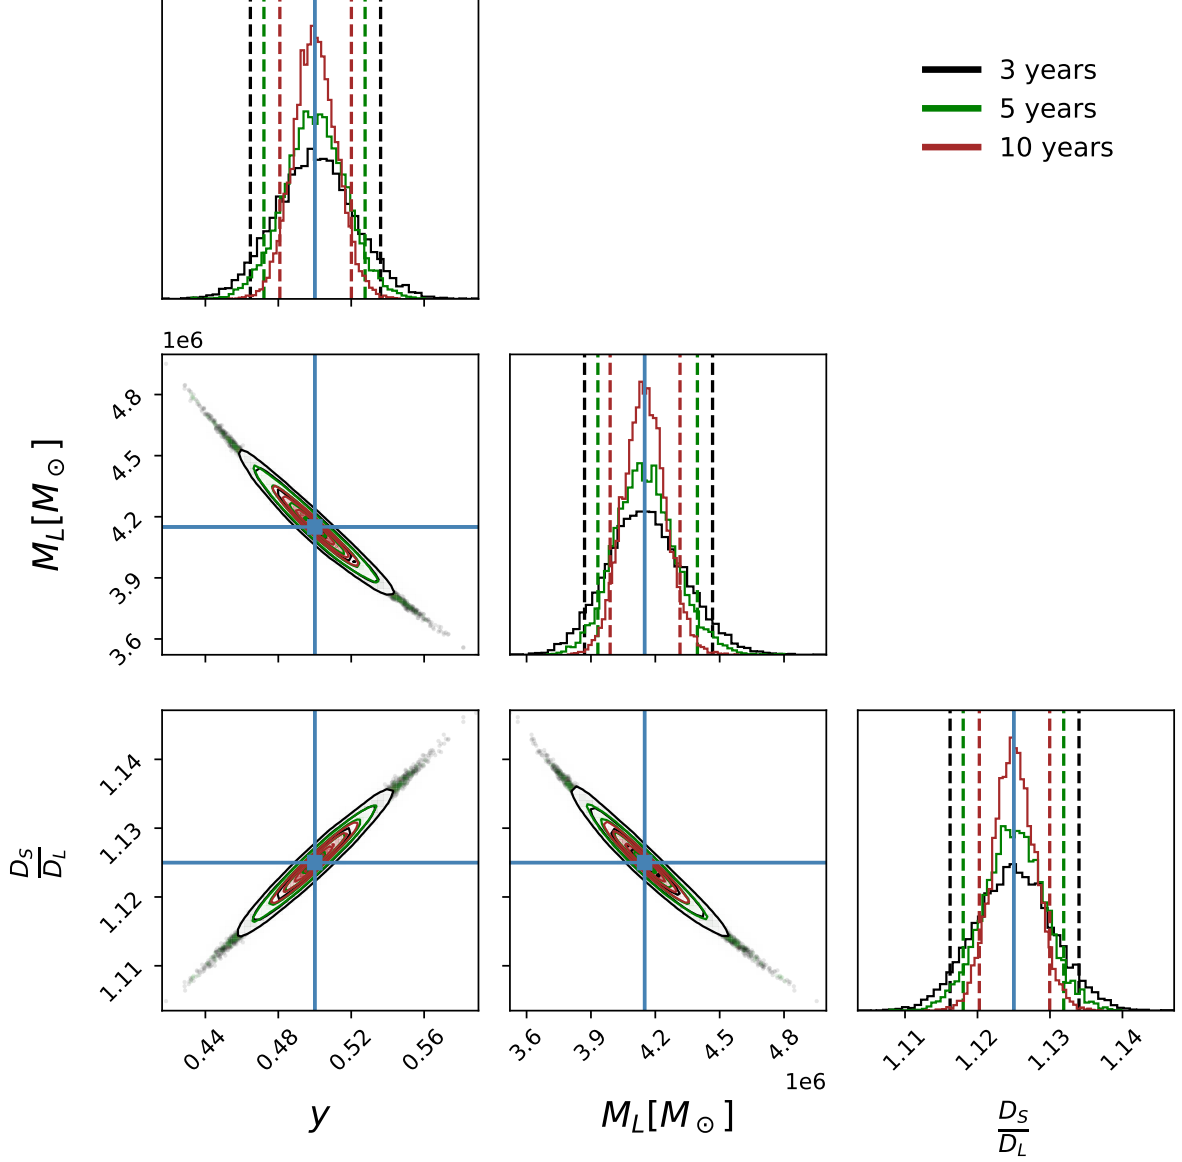 3 years
5 years
10 years
1e6
4.8
4.5
4.2
3.9
3.6
M_L[M_⊙]
1.14
1.13
1.12
1.11
D_S/D_L
0.44 0.48 0.52 0.56
y
3.6 3.9 4.2 4.5 4.8
1e6
M_L[M_⊙]
1.11 1.12 1.13 1.14
D_S/D_L